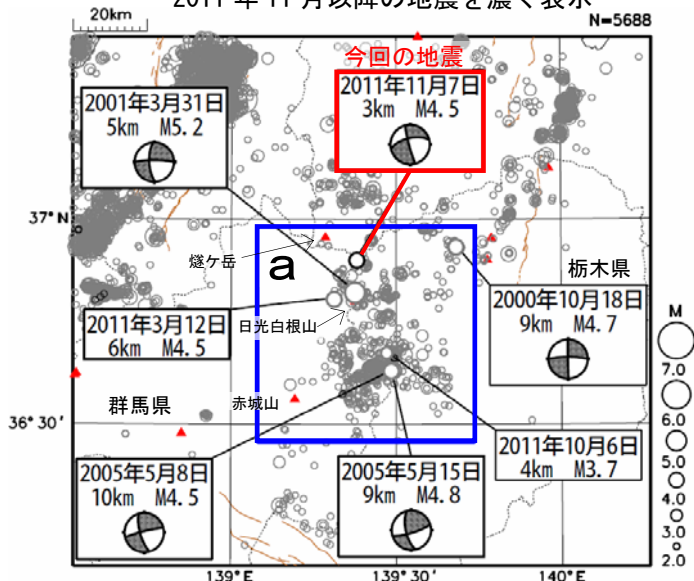 2011年11月以降の地震を濃く表示
20km
N=5688
今回の地震
2011年11月7日
3km M4.5
2001年3月31日
5km M5.2
37°N
燧ケ岳
a
栃木県
2000年10月18日
9km M4.7
2011年3月12日
6km M4.5
日光白根山
M
7.0
6.0
5.0
4.0
3.0
2.0
群馬県
赤城山
36°30′
2011年10月6日
4km M3.7
2005年5月8日
10km M4.5
2005年5月15日
9km M4.8
139°E
139°30′
140°E